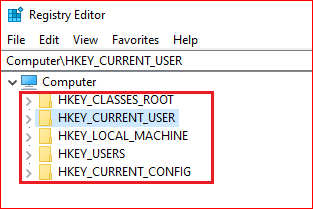 Registry Editor
File Edit View Favorites Help
Computer\HKEY_CURRENT_USER
Computer
HKEY_CLASSES_ROOT
HKEY_CURRENT_USER
HKEY_LOCAL_MACHINE
HKEY_USERS
HKEY_CURRENT_CONFIG